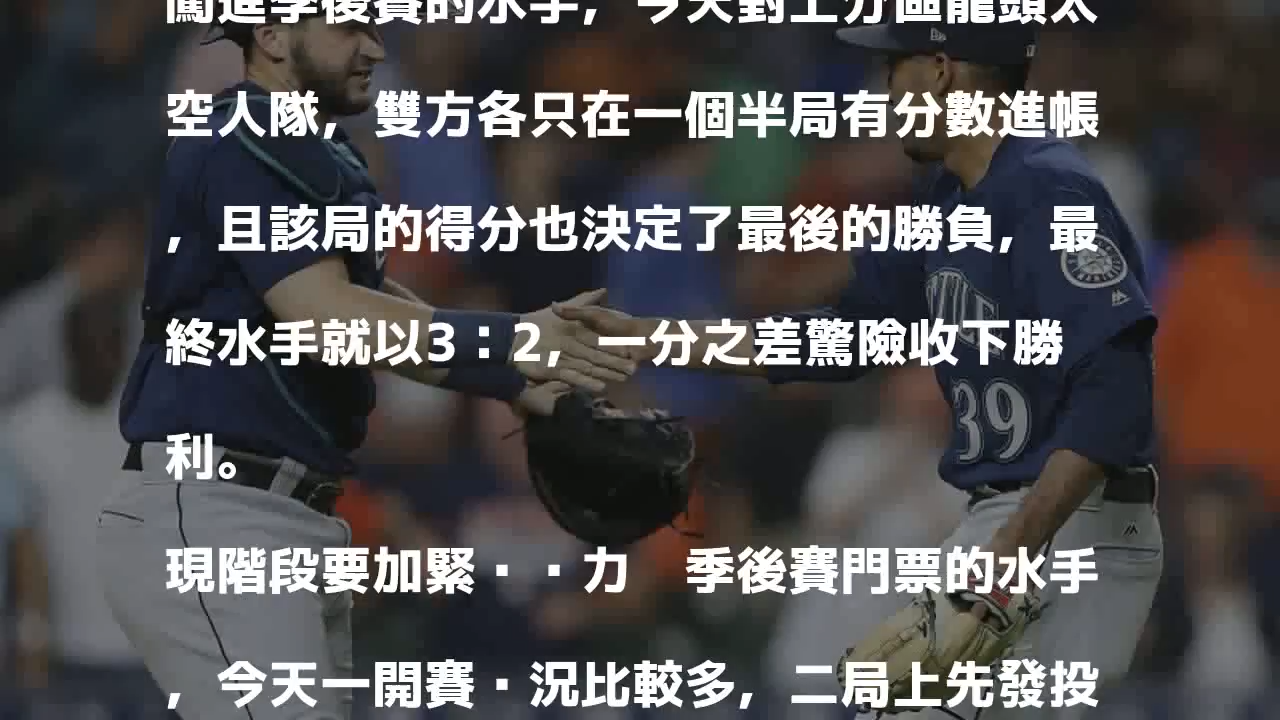 闖進季後賽的水手，今天對上分區龍頭太
空人隊，雙方各只在一個半局有分數進帳
，且該局的得分也決定了最後的勝負，最
終水手就以3：2，一分之差驚險收下勝
利。
現階段要加緊··力　季後賽門票的水手
，今天一開賽·況比較多，二局上先發投
TTLE
39